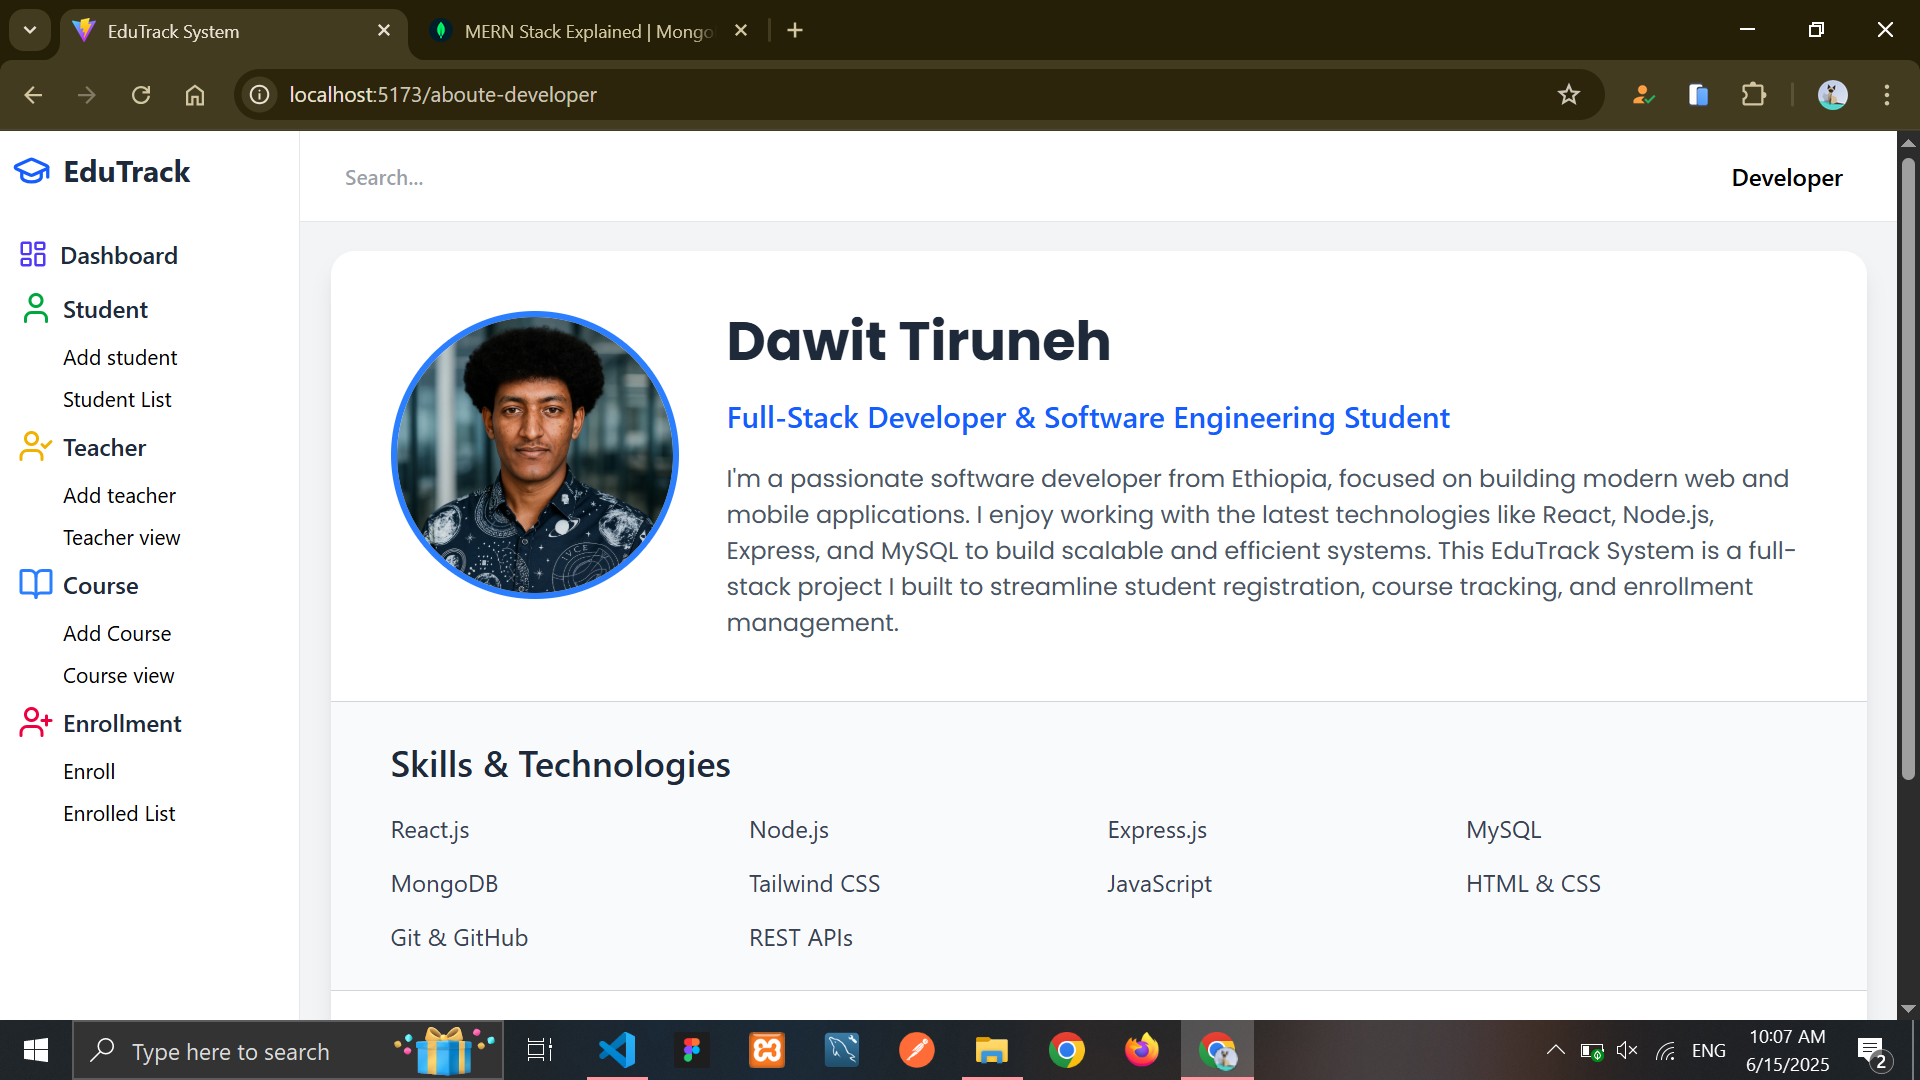 EduTrack System
MERN Stack Explained | Mongo
localhost:5173/aboute-developer
EduTrack
Search...
Developer
Dashboard
Student
Add student
Student List
Teacher
Add teacher
Teacher view
Course
Add Course
Course view
Enrollment
Enroll
Enrolled List
Dawit Tiruneh
Full-Stack Developer & Software Engineering Student
I'm a passionate software developer from Ethiopia, focused on building modern web and
mobile applications. I enjoy working with the latest technologies like React, Node.js,
Express, and MySQL to build scalable and efficient systems. This EduTrack System is a full-
stack project I built to streamline student registration, course tracking, and enrollment
management.
Skills & Technologies
React.js
Node.js
Express.js
MySQL
MongoDB
Tailwind CSS
JavaScript
HTML & CSS
Git & GitHub
REST APIs
Type here to search
ENG
10:07 AM
6/15/2025
2